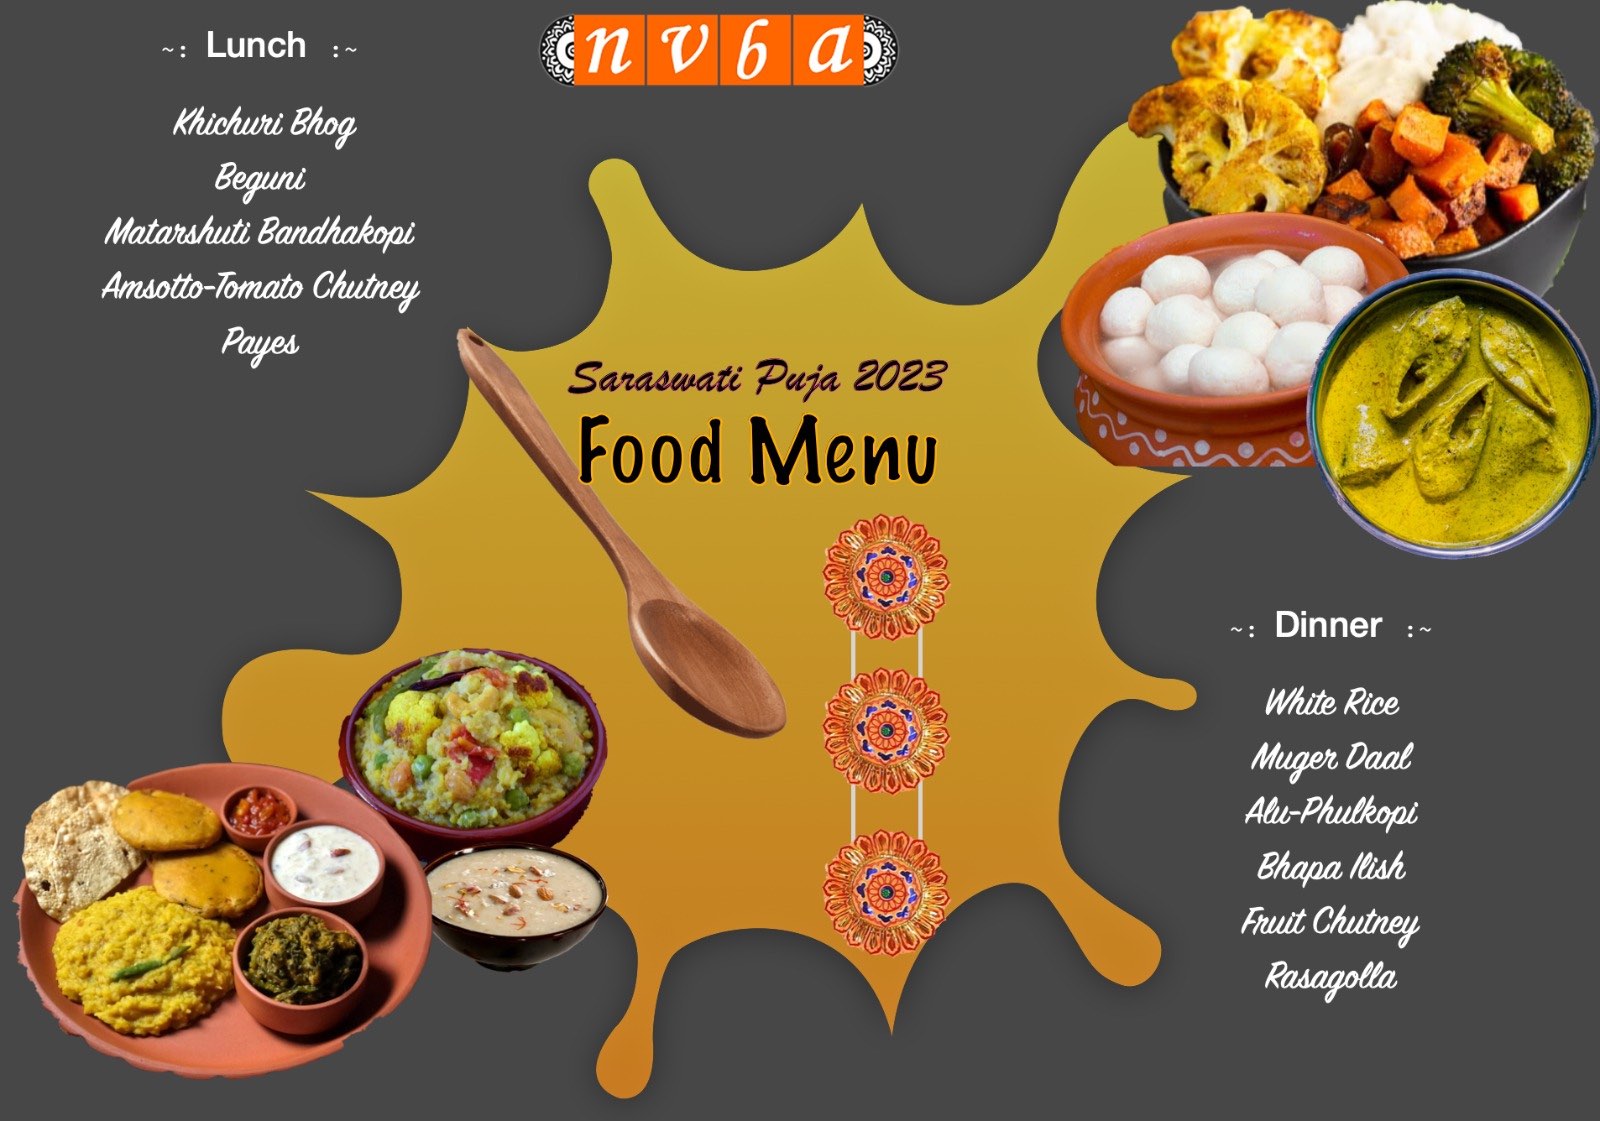 nvba
~: Lunch :~
Khichuri Bhog
Beguni
Matarshuti Bandhakopi
Amsotto-Tomato Chutney
Payes
Saraswati Puja 2023
Food Menu
~: Dinner :~
White Rice
Muger Daal
Alu-Phulkopi
Bhapa Ilish
Fruit Chutney
Rasagolla